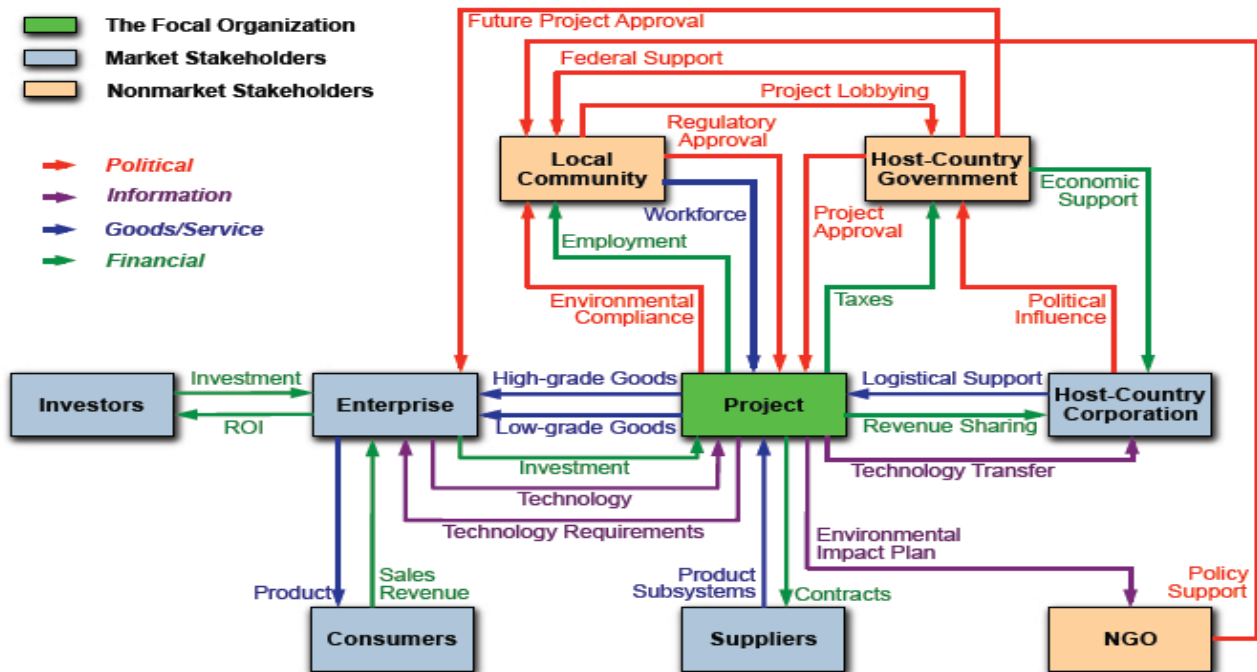 The Focal Organization
Market Stakeholders
Nonmarket Stakeholders
Political
Information
Goods/Service
Financial
Future Project Approval
Federal Support
Project Lobbying
Regulatory
Approval
Local
Community
Host-Country
Government
Economic
Support
Workforce
Project
Approval
Employment
Environmental
Compliance
Taxes
Political
Influence
Investors
Investment
ROI
Enterprise
High-grade Goods
Low-grade Goods
Project
Logistical Support
Revenue Sharing
Host-Country
Corporation
Investment
Technology
Technology Requirements
Technology Transfer
Environmental
Impact Plan
Product
Sales
Revenue
Product
Subsystems
Contracts
Policy
Support
Consumers
Suppliers
NGO